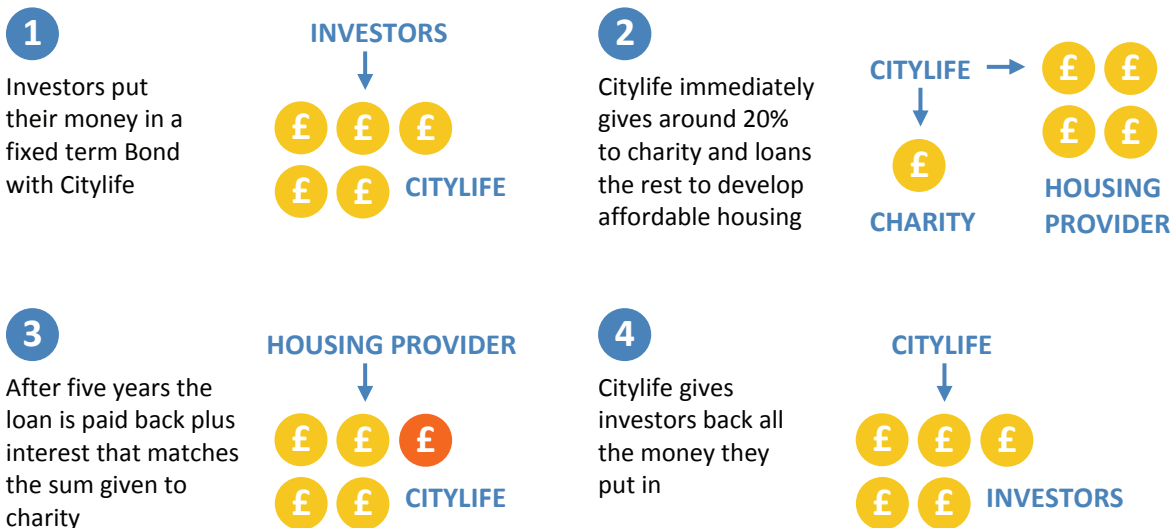 1
Investors put
their money in a
fixed term Bond
with Citylife
INVESTORS
£ £ £
£ £ CITYLIFE
2
Citylife immediately
gives around 20%
to charity and loans
the rest to develop
affordable housing
CITYLIFE
£ £
£ £
£
CHARITY
HOUSING
PROVIDER
3
After five years the
loan is paid back plus
interest that matches
the sum given to
charity
HOUSING PROVIDER
£ £ £
£ £ CITYLIFE
4
Citylife gives
investors back all
the money they
put in
CITYLIFE
£ £ £
£ £ INVESTORS